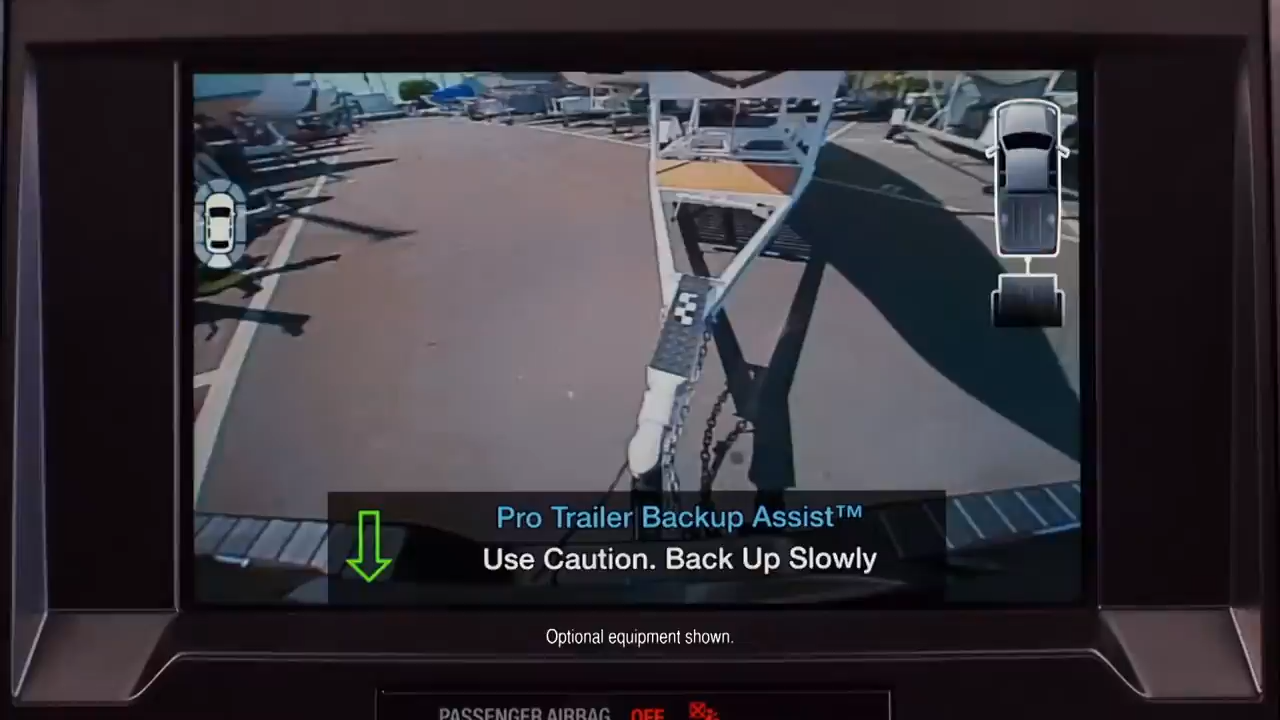 Pro Trailer Backup Assist™
Use Caution. Back Up Slowly
Optional equipment shown.
PASSENGER AIRBAG OFF